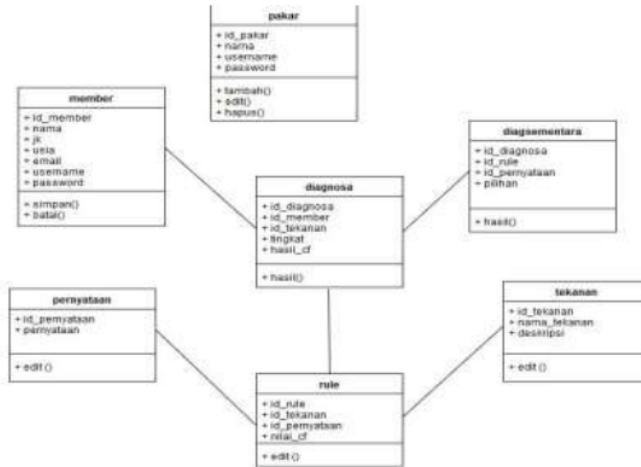 pakar
+ id_pakar
+ nama
+ username
+ password
+ tambah()
+ edit()
+ hapus()
member
+ id_member
+ nama
+ jk
+ usia
+ email
+ username
+ password
+ simpan()
+ batal()
diagsementara
+ id_diagnosa
+ id_rule
+ id_pernyataan
+ pilihan
+ hasil()
diagnosa
+ id_diagnosa
+ id_member
+ id_tekanan
+ tingkat
+ hasil_cf
+ hasil()
pernyataan
+ id_pernyataan
+ pernyataan
+ edit ()
tekanan
+ id_tekanan
+ nama_tekanan
+ deskripsi
+ edit ()
rule
+ id_rule
+ id_tekanan
+ id_pernyataan
+ nilai_cf
+ edit ()